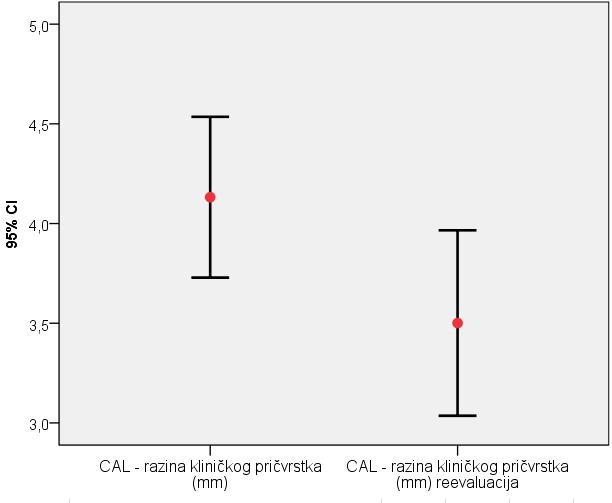 5,0
4,5
4,0
3,5
3,0
95% CI
CAL - razina kliničkog pričvrstka
(mm)
CAL - razina kliničkog pričvrstka
(mm) reevaluacija